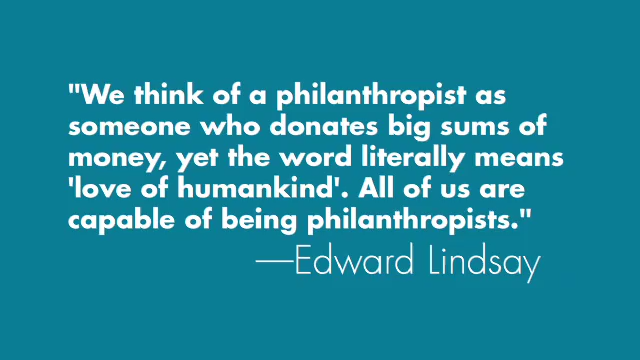 "We think of a philanthropist as
someone who donates big sums of
money, yet the word literally means
'love of humankind'. All of us are
capable of being philanthropists."
—Edward Lindsay